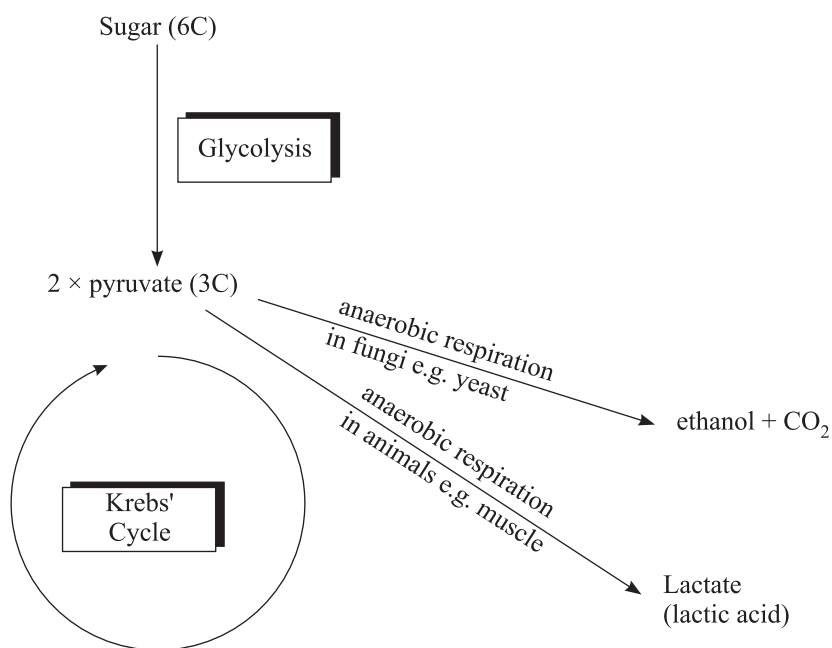 Sugar (6C)
Glycolysis
2 × pyruvate (3C)
anaerobic respiration
in fungi e.g. yeast
ethanol + CO₂
anaerobic respiration
in animals e.g. muscle
Krebs'
Cycle
Lactate
(lactic acid)